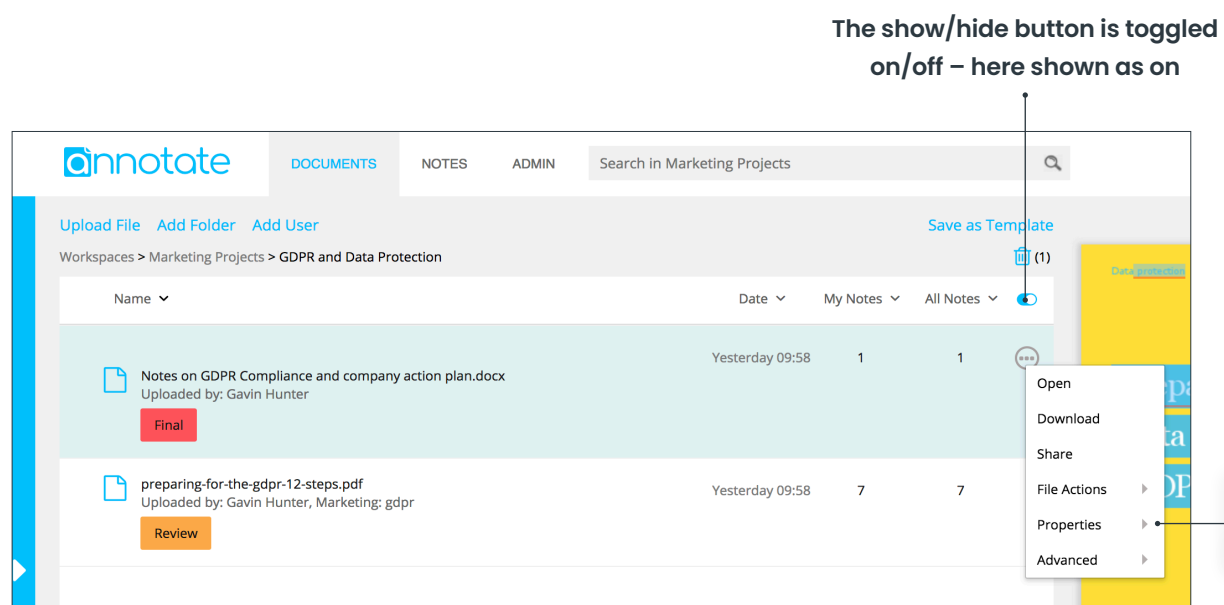 The show/hide button is toggled
on/off – here shown as on
annotate DOCUMENTS NOTES ADMIN Search in Marketing Projects
Upload File Add Folder Add User Save as Template
Workspaces > Marketing Projects > GDPR and Data Protection (1)
Data protection
Name Date My Notes All Notes
Yesterday 09:58 1 1
Notes on GDPR Compliance and company action plan.docx
Uploaded by: Gavin Hunter
Final
Open
Download
Share
File Actions
Properties
Advanced
preparing-for-the-gdpr-12-steps.pdf
Yesterday 09:58 7 7
Uploaded by: Gavin Hunter, Marketing: gdpr
Review